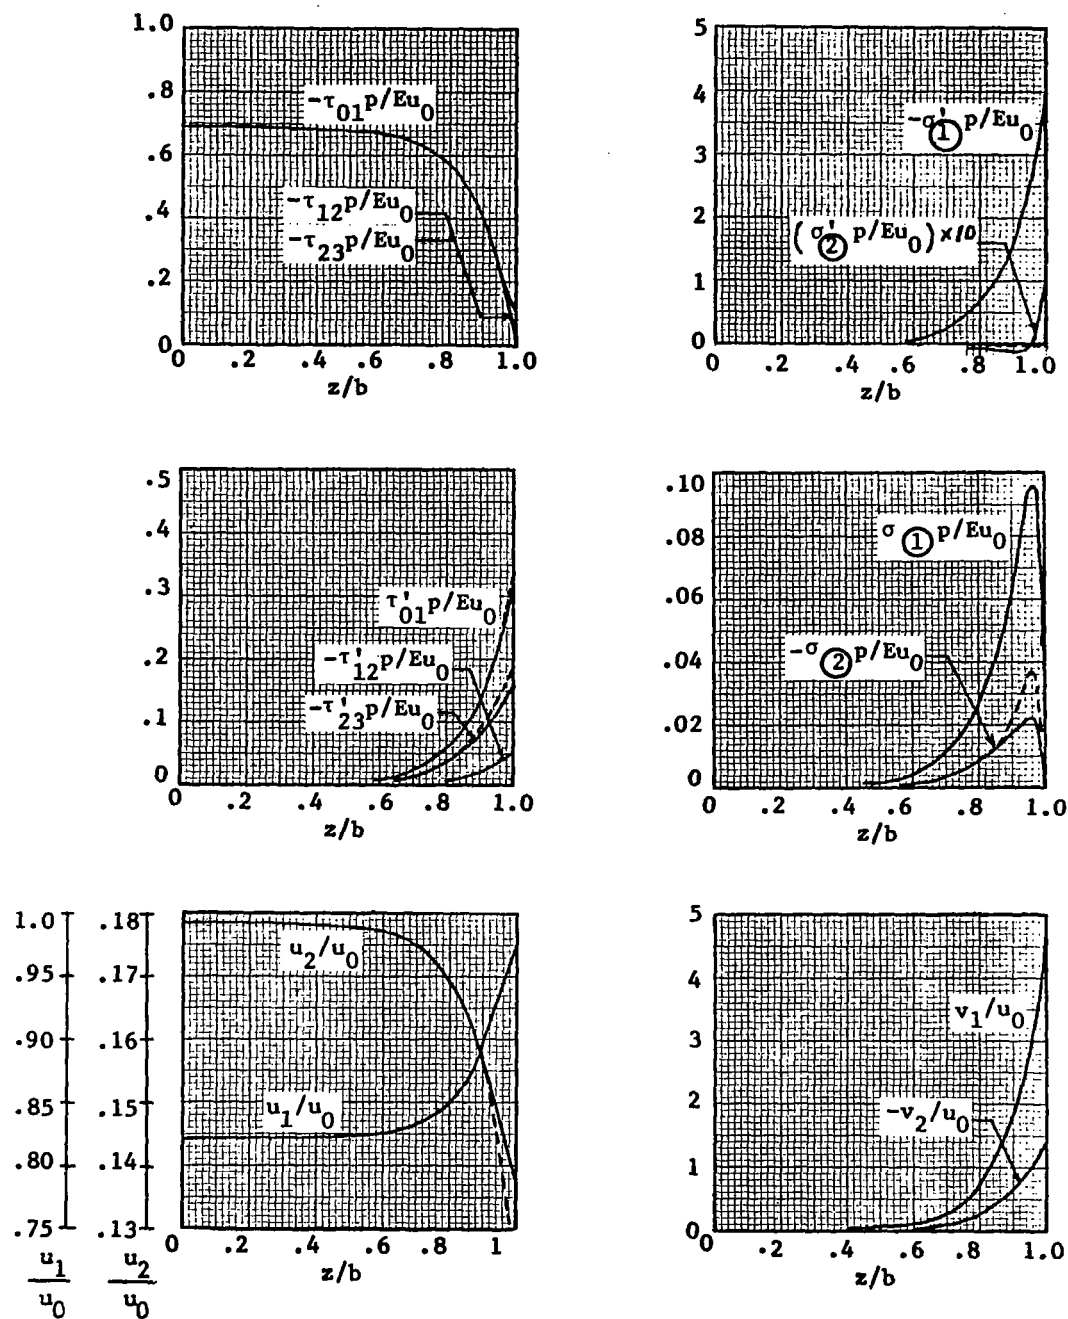 1.0
.8
.6
.4
.2
0
-τ01p/Eu0
-τ12p/Eu0
-τ23p/Eu0
0 .2 .4 .6 .8 1.0
z/b
5
4
3
2
1
0
-σ'①p/Eu0
(σ'②p/Eu0)×10
0 .2 .4 .6 .8 1.0
z/b
.5
.4
.3
.2
.1
0
τ'01p/Eu0
-τ'12p/Eu0
-τ'23p/Eu0
0 .2 .4 .6 .8 1.0
z/b
.10
.08
.06
.04
.02
0
σ①p/Eu0
-σ②p/Eu0
0 .2 .4 .6 .8 1.0
z/b
1.0 .18
.95 .17
.90 .16
.85 .15
.80 .14
.75 .13
u1/u0 u2/u0
u2/u0
u1/u0
0 .2 .4 .6 .8 1
z/b
5
4
3
2
1
0
v1/u0
-v2/u0
0 .2 .4 .6 .8 1.0
z/b